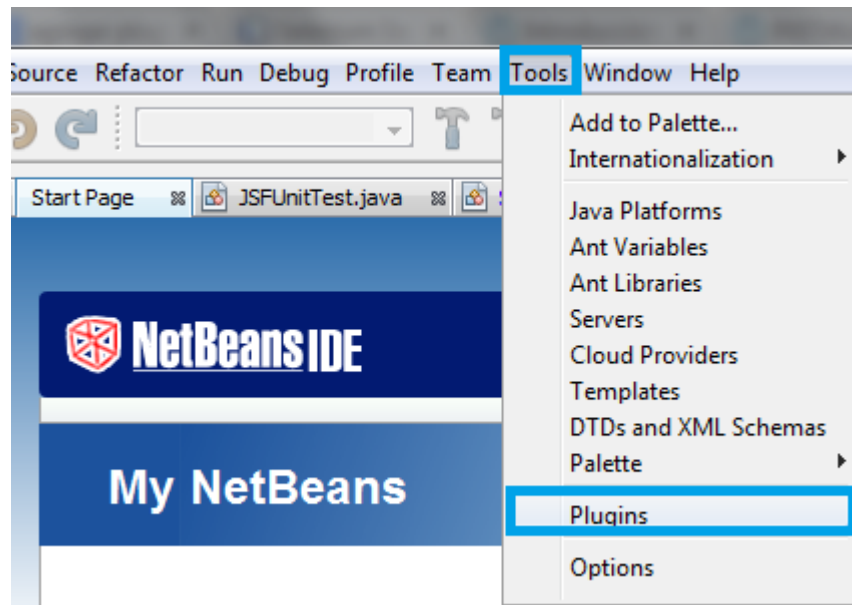 Source Refactor Run Debug Profile Team Tools Window Help
Add to Palette...
Internationalization
Start Page JSFUnitTest.java
Java Platforms
Ant Variables
Ant Libraries
Servers
NetBeans IDE
Cloud Providers
Templates
DTDs and XML Schemas
Palette
My NetBeans
Plugins
Options